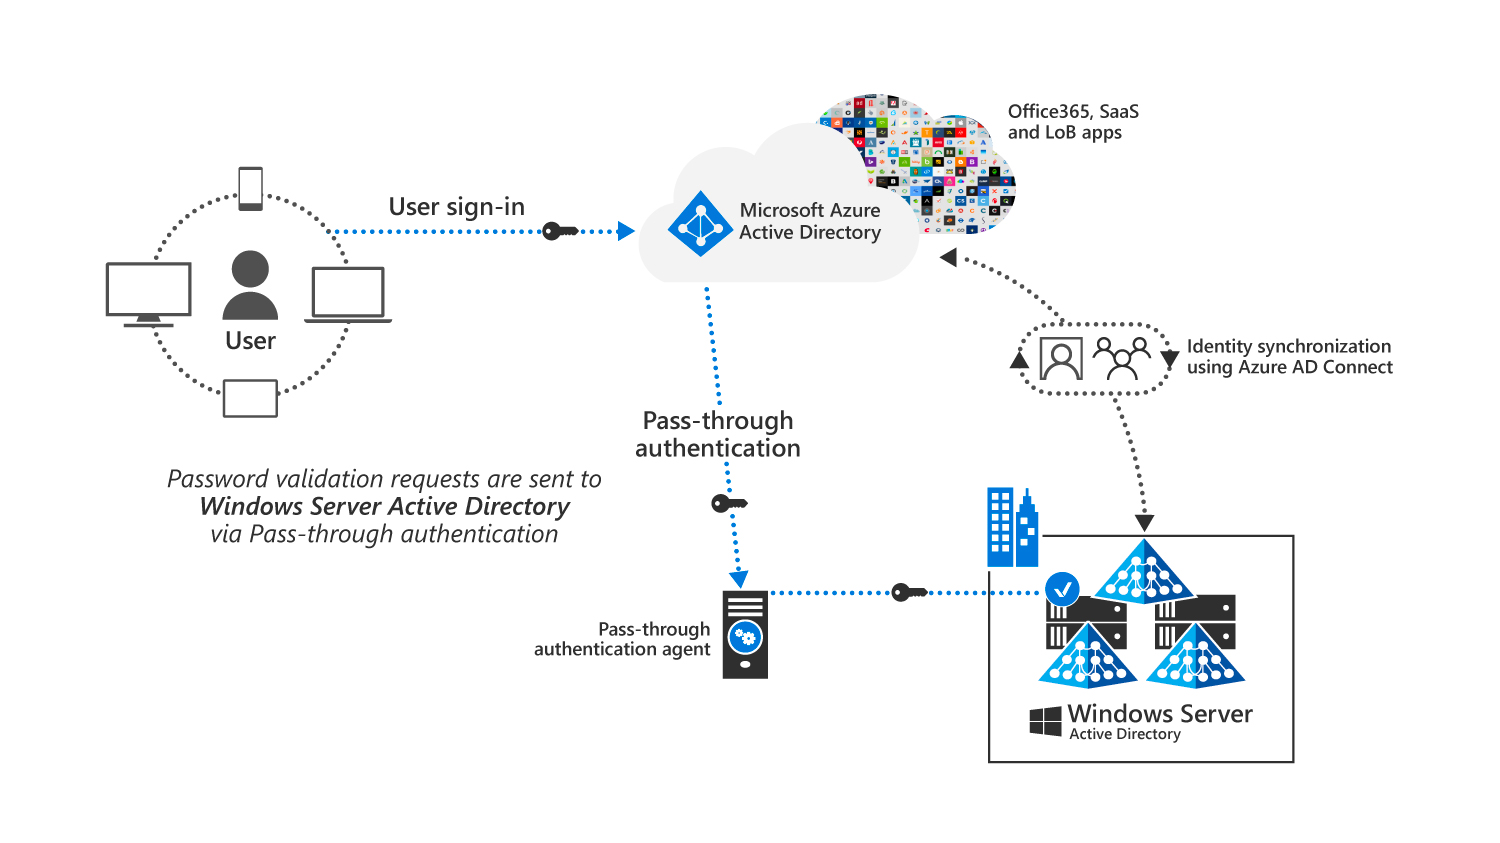 Office365, SaaS
and LoB apps
User sign-in
Microsoft Azure
Active Directory
User
Identity synchronization
using Azure AD Connect
Pass-through
authentication
Password validation requests are sent to
Windows Server Active Directory
via Pass-through authentication
Pass-through
authentication agent
Windows Server
Active Directory